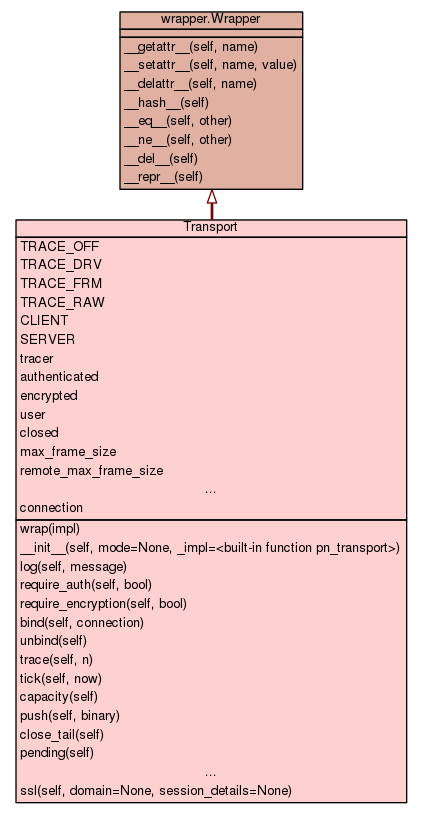 wrapper.Wrapper
__getattr__(self, name)
__setattr__(self, name, value)
__delattr__(self, name)
__hash__(self)
__eq__(self, other)
__ne__(self, other)
__del__(self)
__repr__(self)
Transport
TRACE_OFF
TRACE_DRV
TRACE_FRM
TRACE_RAW
CLIENT
SERVER
tracer
authenticated
encrypted
user
closed
max_frame_size
remote_max_frame_size
...
connection
wrap(impl)
__init__(self, mode=None, _impl=<built-in function pn_transport>)
log(self, message)
require_auth(self, bool)
require_encryption(self, bool)
bind(self, connection)
unbind(self)
trace(self, n)
tick(self, now)
capacity(self)
push(self, binary)
close_tail(self)
pending(self)
...
ssl(self, domain=None, session_details=None)